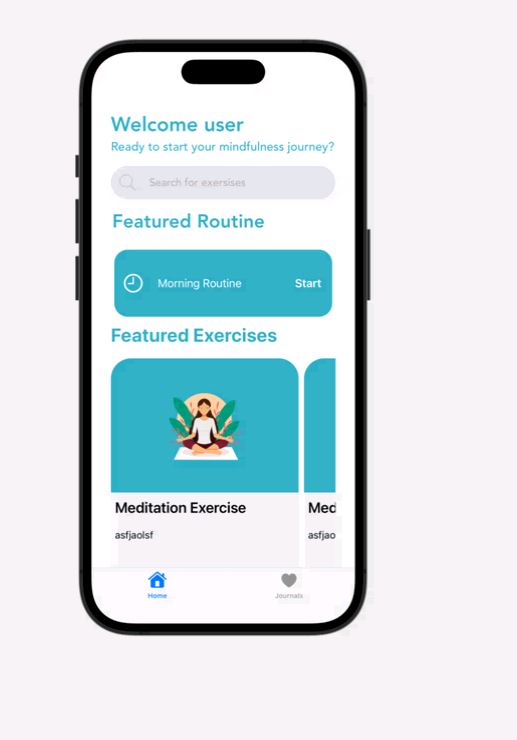 Welcome user
Ready to start your mindfulness journey?
Search for exersises
Featured Routine
Morning Routine Start
Featured Exercises
Meditation Exercise Med
asfjaolsf asfjao
Home Journals